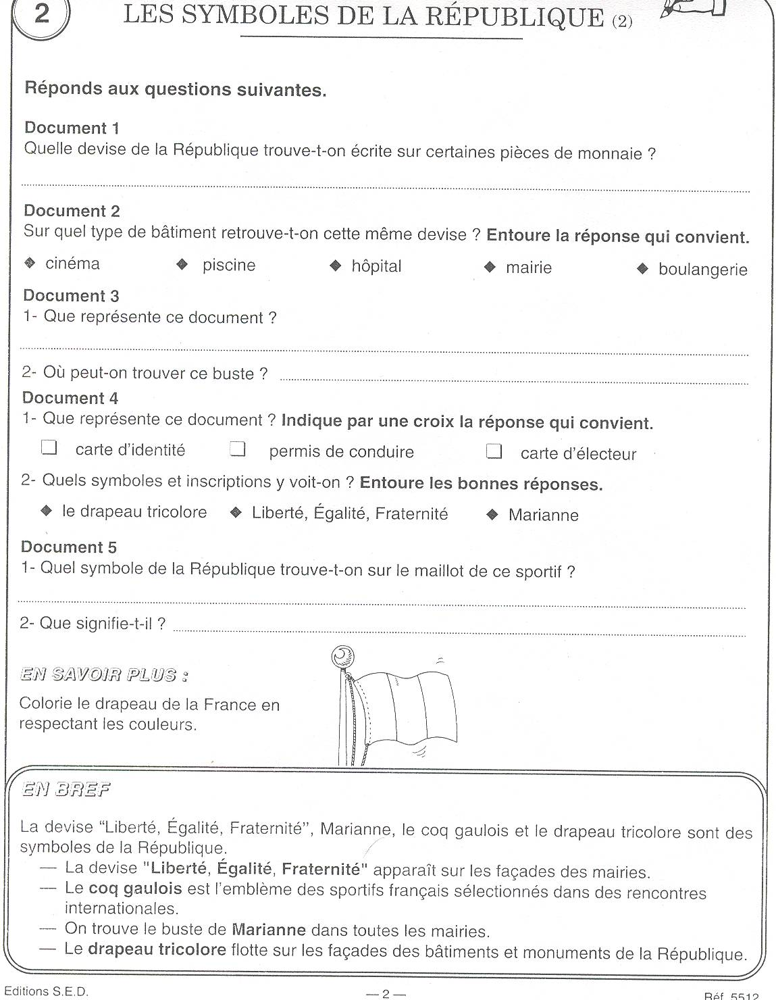 2
LES SYMBOLES DE LA RÉPUBLIQUE (2)
Réponds aux questions suivantes.
Document 1
Quelle devise de la République trouve-t-on écrite sur certaines pièces de monnaie ?
Document 2
Sur quel type de bâtiment retrouve-t-on cette même devise ? Entoure la réponse qui convient.
◆ cinéma ◆ piscine ◆ hôpital ◆ mairie ◆ boulangerie
Document 3
1- Que représente ce document ?
2- Où peut-on trouver ce buste ?
Document 4
1- Que représente ce document ? Indique par une croix la réponse qui convient.
carte d'identité permis de conduire carte d'électeur
2- Quels symboles et inscriptions y voit-on ? Entoure les bonnes réponses.
◆ le drapeau tricolore ◆ Liberté, Égalité, Fraternité ◆ Marianne
Document 5
1- Quel symbole de la République trouve-t-on sur le maillot de ce sportif ?
2- Que signifie-t-il ?
EN SAVOIR PLUS :
Colorie le drapeau de la France en
respectant les couleurs.
EN BREF
La devise “Liberté, Égalité, Fraternité”, Marianne, le coq gaulois et le drapeau tricolore sont des
symboles de la République.
— La devise "Liberté, Égalité, Fraternité" apparaît sur les façades des mairies.
— Le coq gaulois est l'emblème des sportifs français sélectionnés dans des rencontres
internationales.
— On trouve le buste de Marianne dans toutes les mairies.
— Le drapeau tricolore flotte sur les façades des bâtiments et monuments de la République.
Editions S.E.D.
— 2 —
Réf. 5512